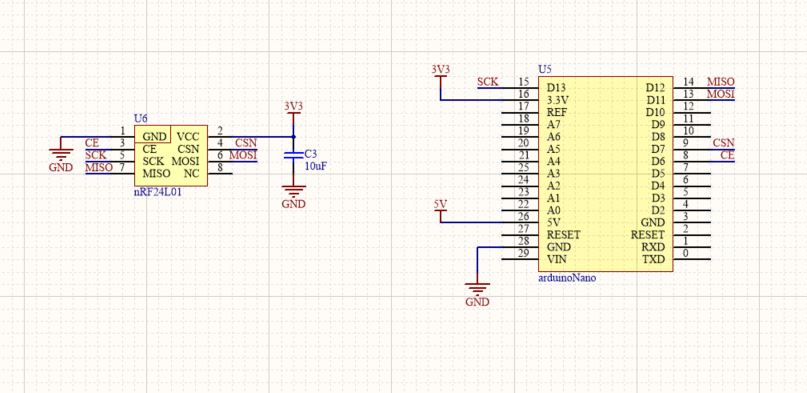 U6
1 GND VCC 2
CE 3 CE CSN 4 CSN
SCK 5 SCK MOSI 6 MOSI
MISO 7 MISO NC 8
nRF24L01
GND
3V3
C3
10uF
GND
U5
3V3
SCK 15 D13 D12 14 MISO
16 3.3V D11 13 MOSI
17 REF D10 12
18 A7 D9 11
19 A6 D8 10
20 A5 D7 9 CSN
21 A4 D6 8 CE
25 A3 D5 7
24 A2 D4 6
23 A1 D3 5
22 A0 D2 4
5V
26 5V GND 3
27 RESET RESET 2
28 GND RXD 1
29 VIN TXD 0
arduinoNano
GND